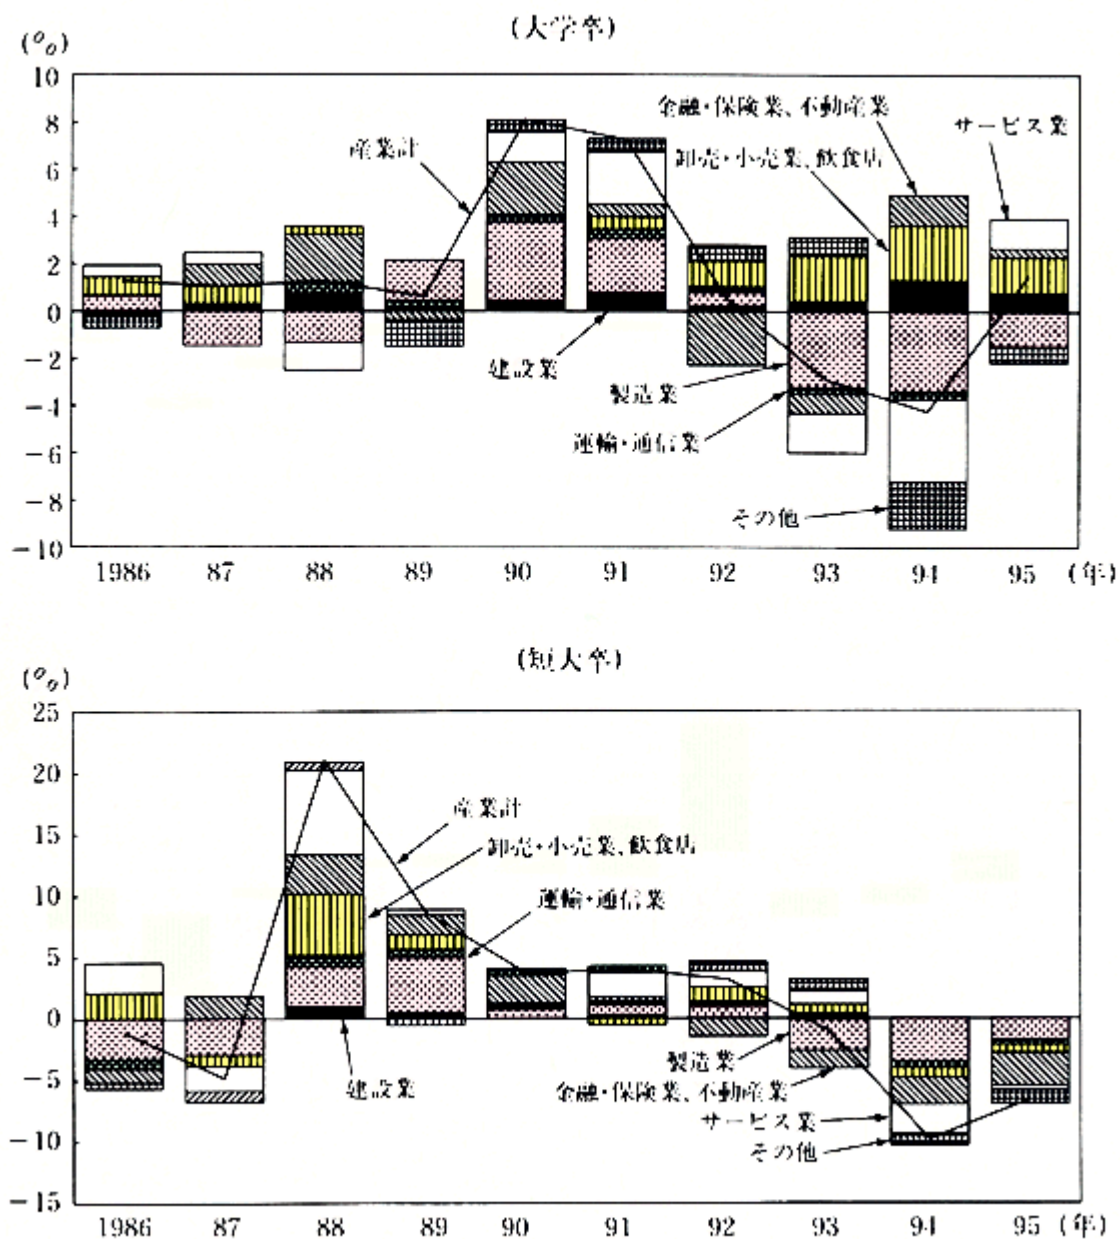 (大学卒)
(%)
10
8
6
4
2
0
-2
-4
-6
-8
-10
産業計
金融・保険業、不動産業
サービス業
卸売・小売業、飲食店
建設業
製造業
運輸・通信業
その他
1986 87 88 89 90 91 92 93 94 95 (年)
(短大卒)
(%)
25
20
15
10
5
0
-5
-10
-15
産業計
卸売・小売業、飲食店
運輸・通信業
建設業
製造業
金融・保険業、不動産業
サービス業
その他
1986 87 88 89 90 91 92 93 94 95 (年)